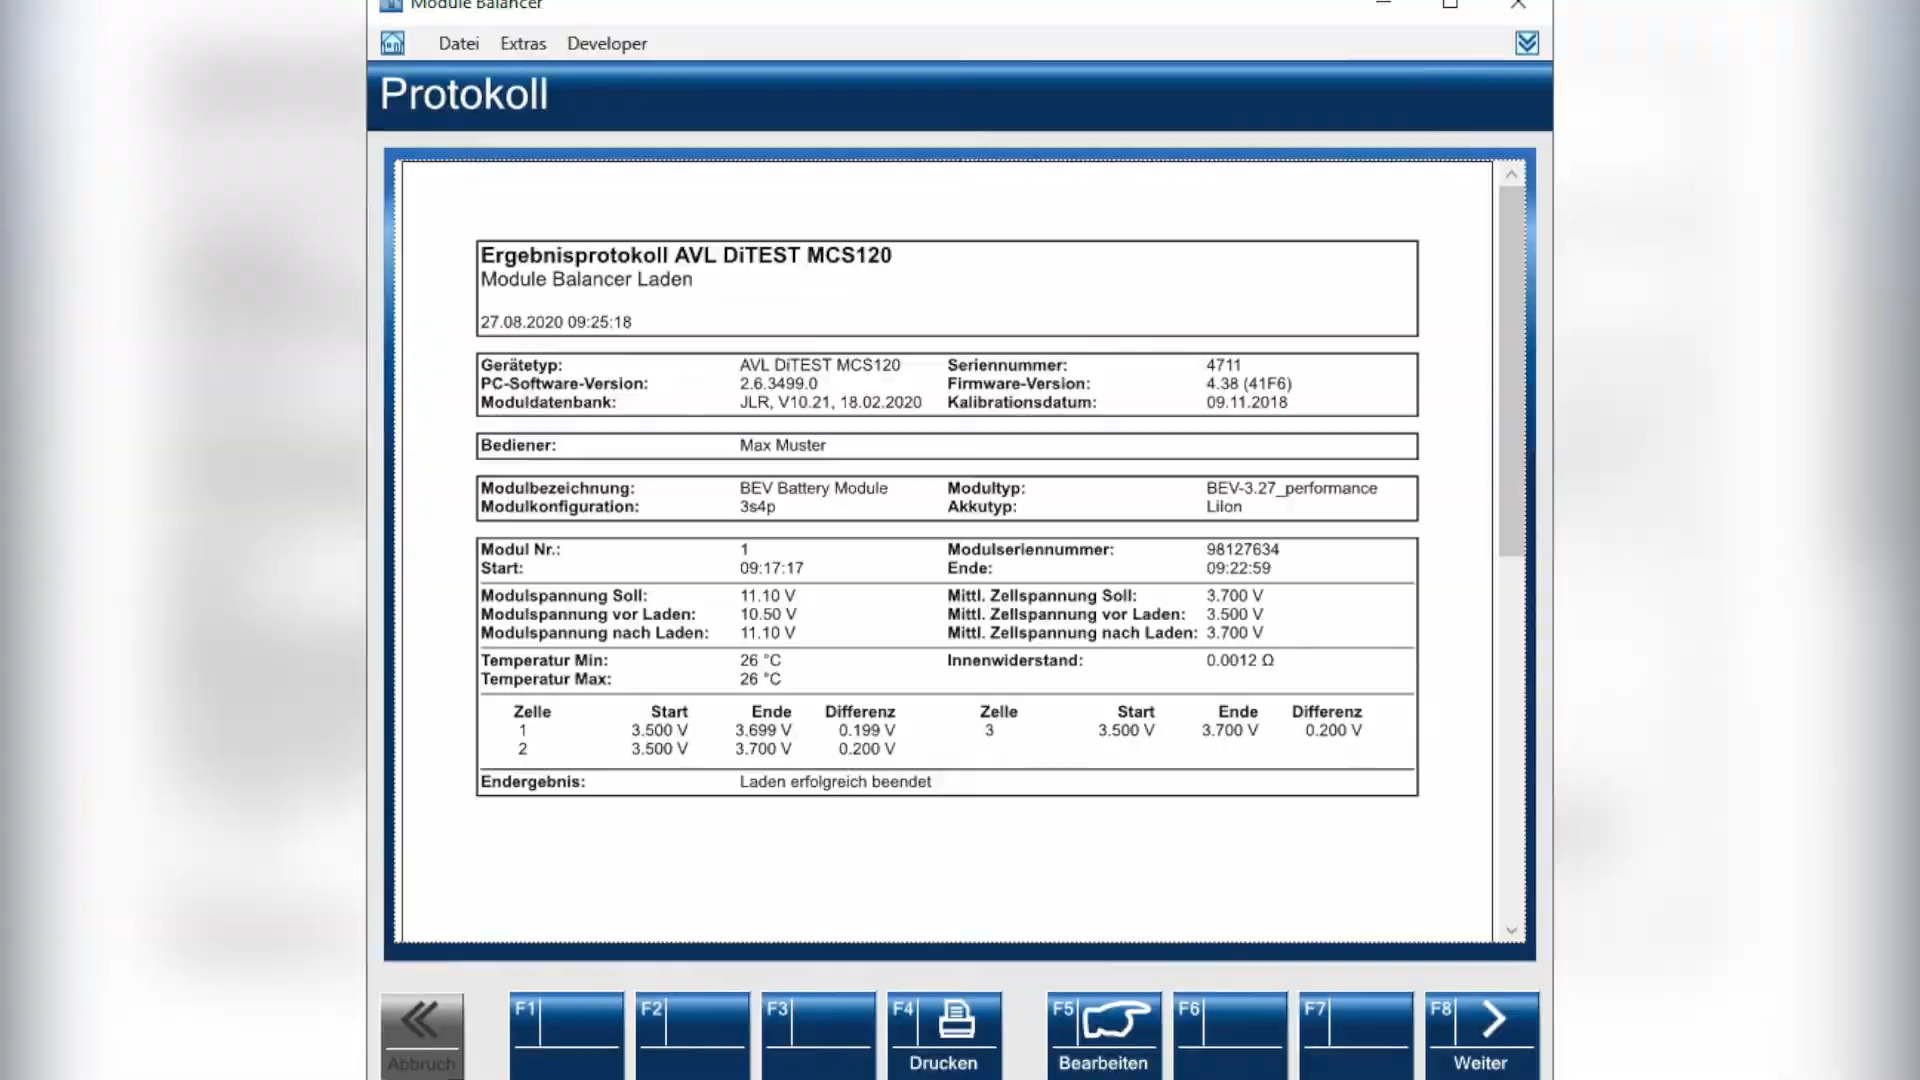 Module Balancer
Datei Extras Developer
Protokoll
Ergebnisprotokoll AVL DiTEST MCS120
Module Balancer Laden
27.08.2020 09:25:18
Gerätetyp: AVL DiTEST MCS120 Seriennummer: 4711
PC-Software-Version: 2.6.3499.0 Firmware-Version: 4.38 (41F6)
Moduldatenbank: JLR, V10.21, 18.02.2020 Kalibrationsdatum: 09.11.2018
Bediener: Max Muster
Modulbezeichnung: BEV Battery Module Modultyp: BEV-3.27_performance
Modulkonfiguration: 3s4p Akkutyp: LiIon
Modul Nr.: 1 Modulseriennummer: 98127634
Start: 09:17:17 Ende: 09:22:59
Modulspannung Soll: 11.10 V Mittl. Zellspannung Soll: 3.700 V
Modulspannung vor Laden: 10.50 V Mittl. Zellspannung vor Laden: 3.500 V
Modulspannung nach Laden: 11.10 V Mittl. Zellspannung nach Laden: 3.700 V
Temperatur Min: 26 °C Innenwiderstand: 0.0012 Ω
Temperatur Max: 26 °C
Zelle Start Ende Differenz Zelle Start Ende Differenz
1 3.500 V 3.699 V 0.199 V 3 3.500 V 3.700 V 0.200 V
2 3.500 V 3.700 V 0.200 V
Endergebnis: Laden erfolgreich beendet
F1 F2 F3 F4 F5 F6 F7 F8
Abbruch Drucken Bearbeiten Weiter